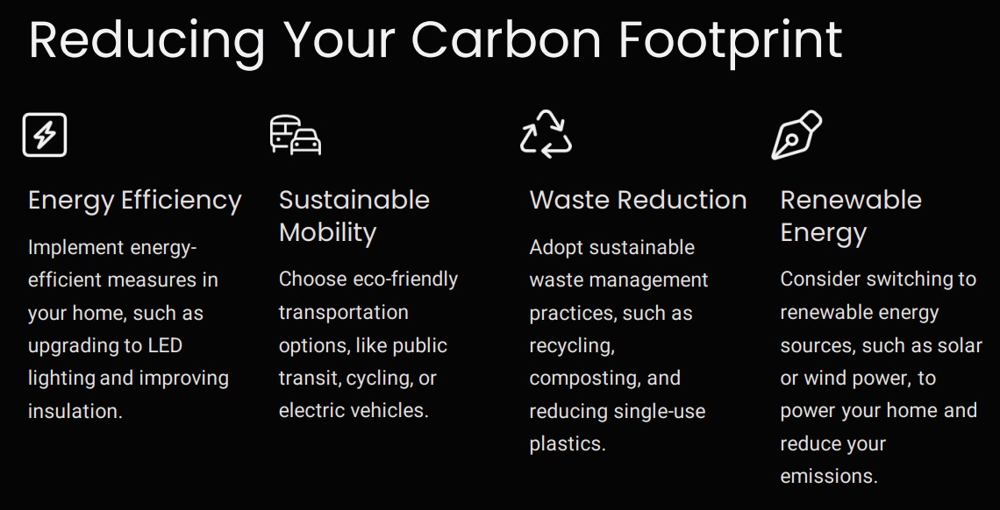 Reducing Your Carbon Footprint
Energy Efficiency
Implement energy-
efficient measures in
your home, such as
upgrading to LED
lighting and improving
insulation.
Sustainable
Mobility
Choose eco-friendly
transportation
options, like public
transit, cycling, or
electric vehicles.
Waste Reduction
Adopt sustainable
waste management
practices, such as
recycling,
composting, and
reducing single-use
plastics.
Renewable
Energy
Consider switching to
renewable energy
sources, such as solar
or wind power, to
power your home and
reduce your
emissions.